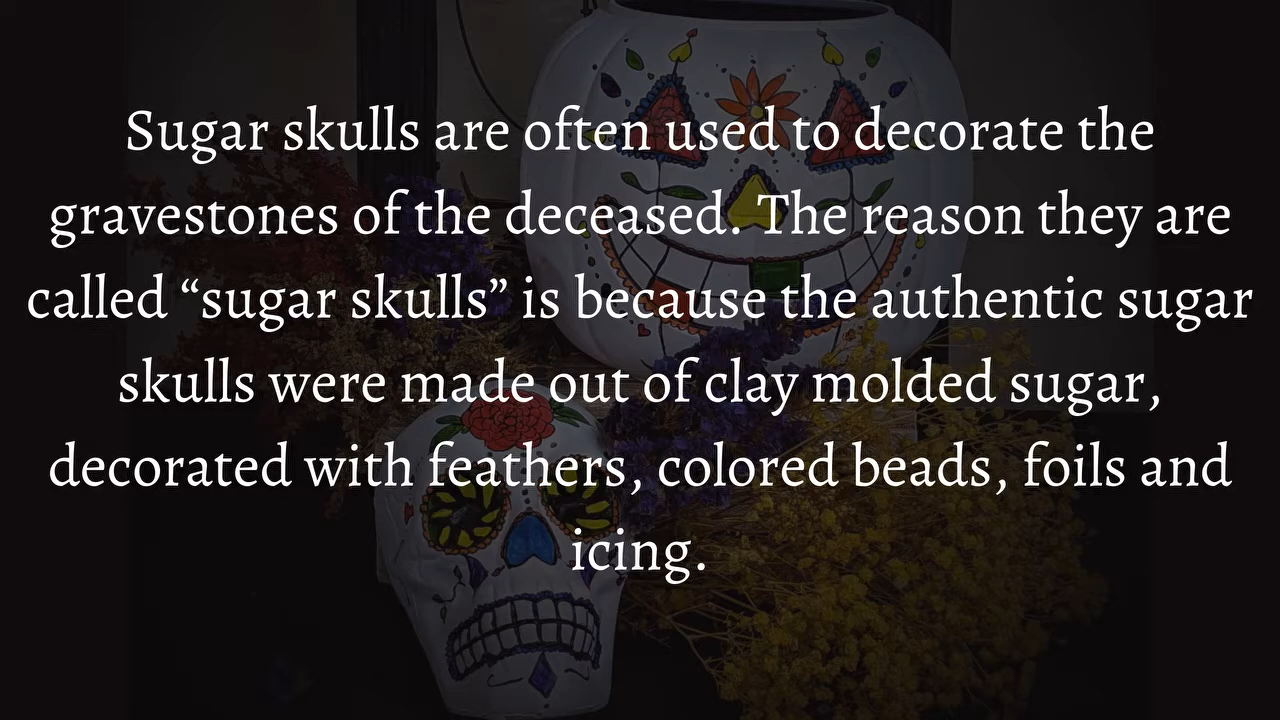 Sugar skulls are often used to decorate the
gravestones of the deceased. The reason they are
called “sugar skulls” is because the authentic sugar
skulls were made out of clay molded sugar,
decorated with feathers, colored beads, foils and
icing.